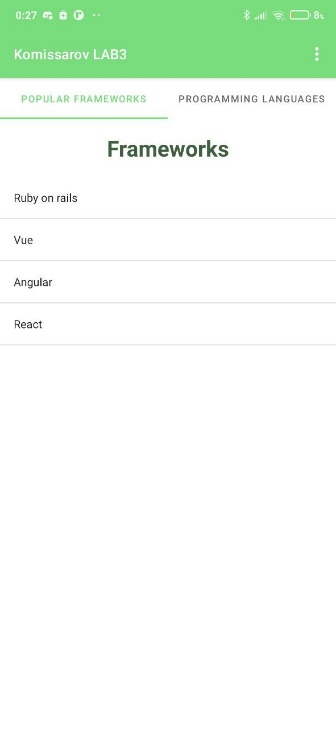 0:27
8%
Komissarov LAB3
POPULAR FRAMEWORKS
PROGRAMMING LANGUAGES
Frameworks
Ruby on rails
Vue
Angular
React